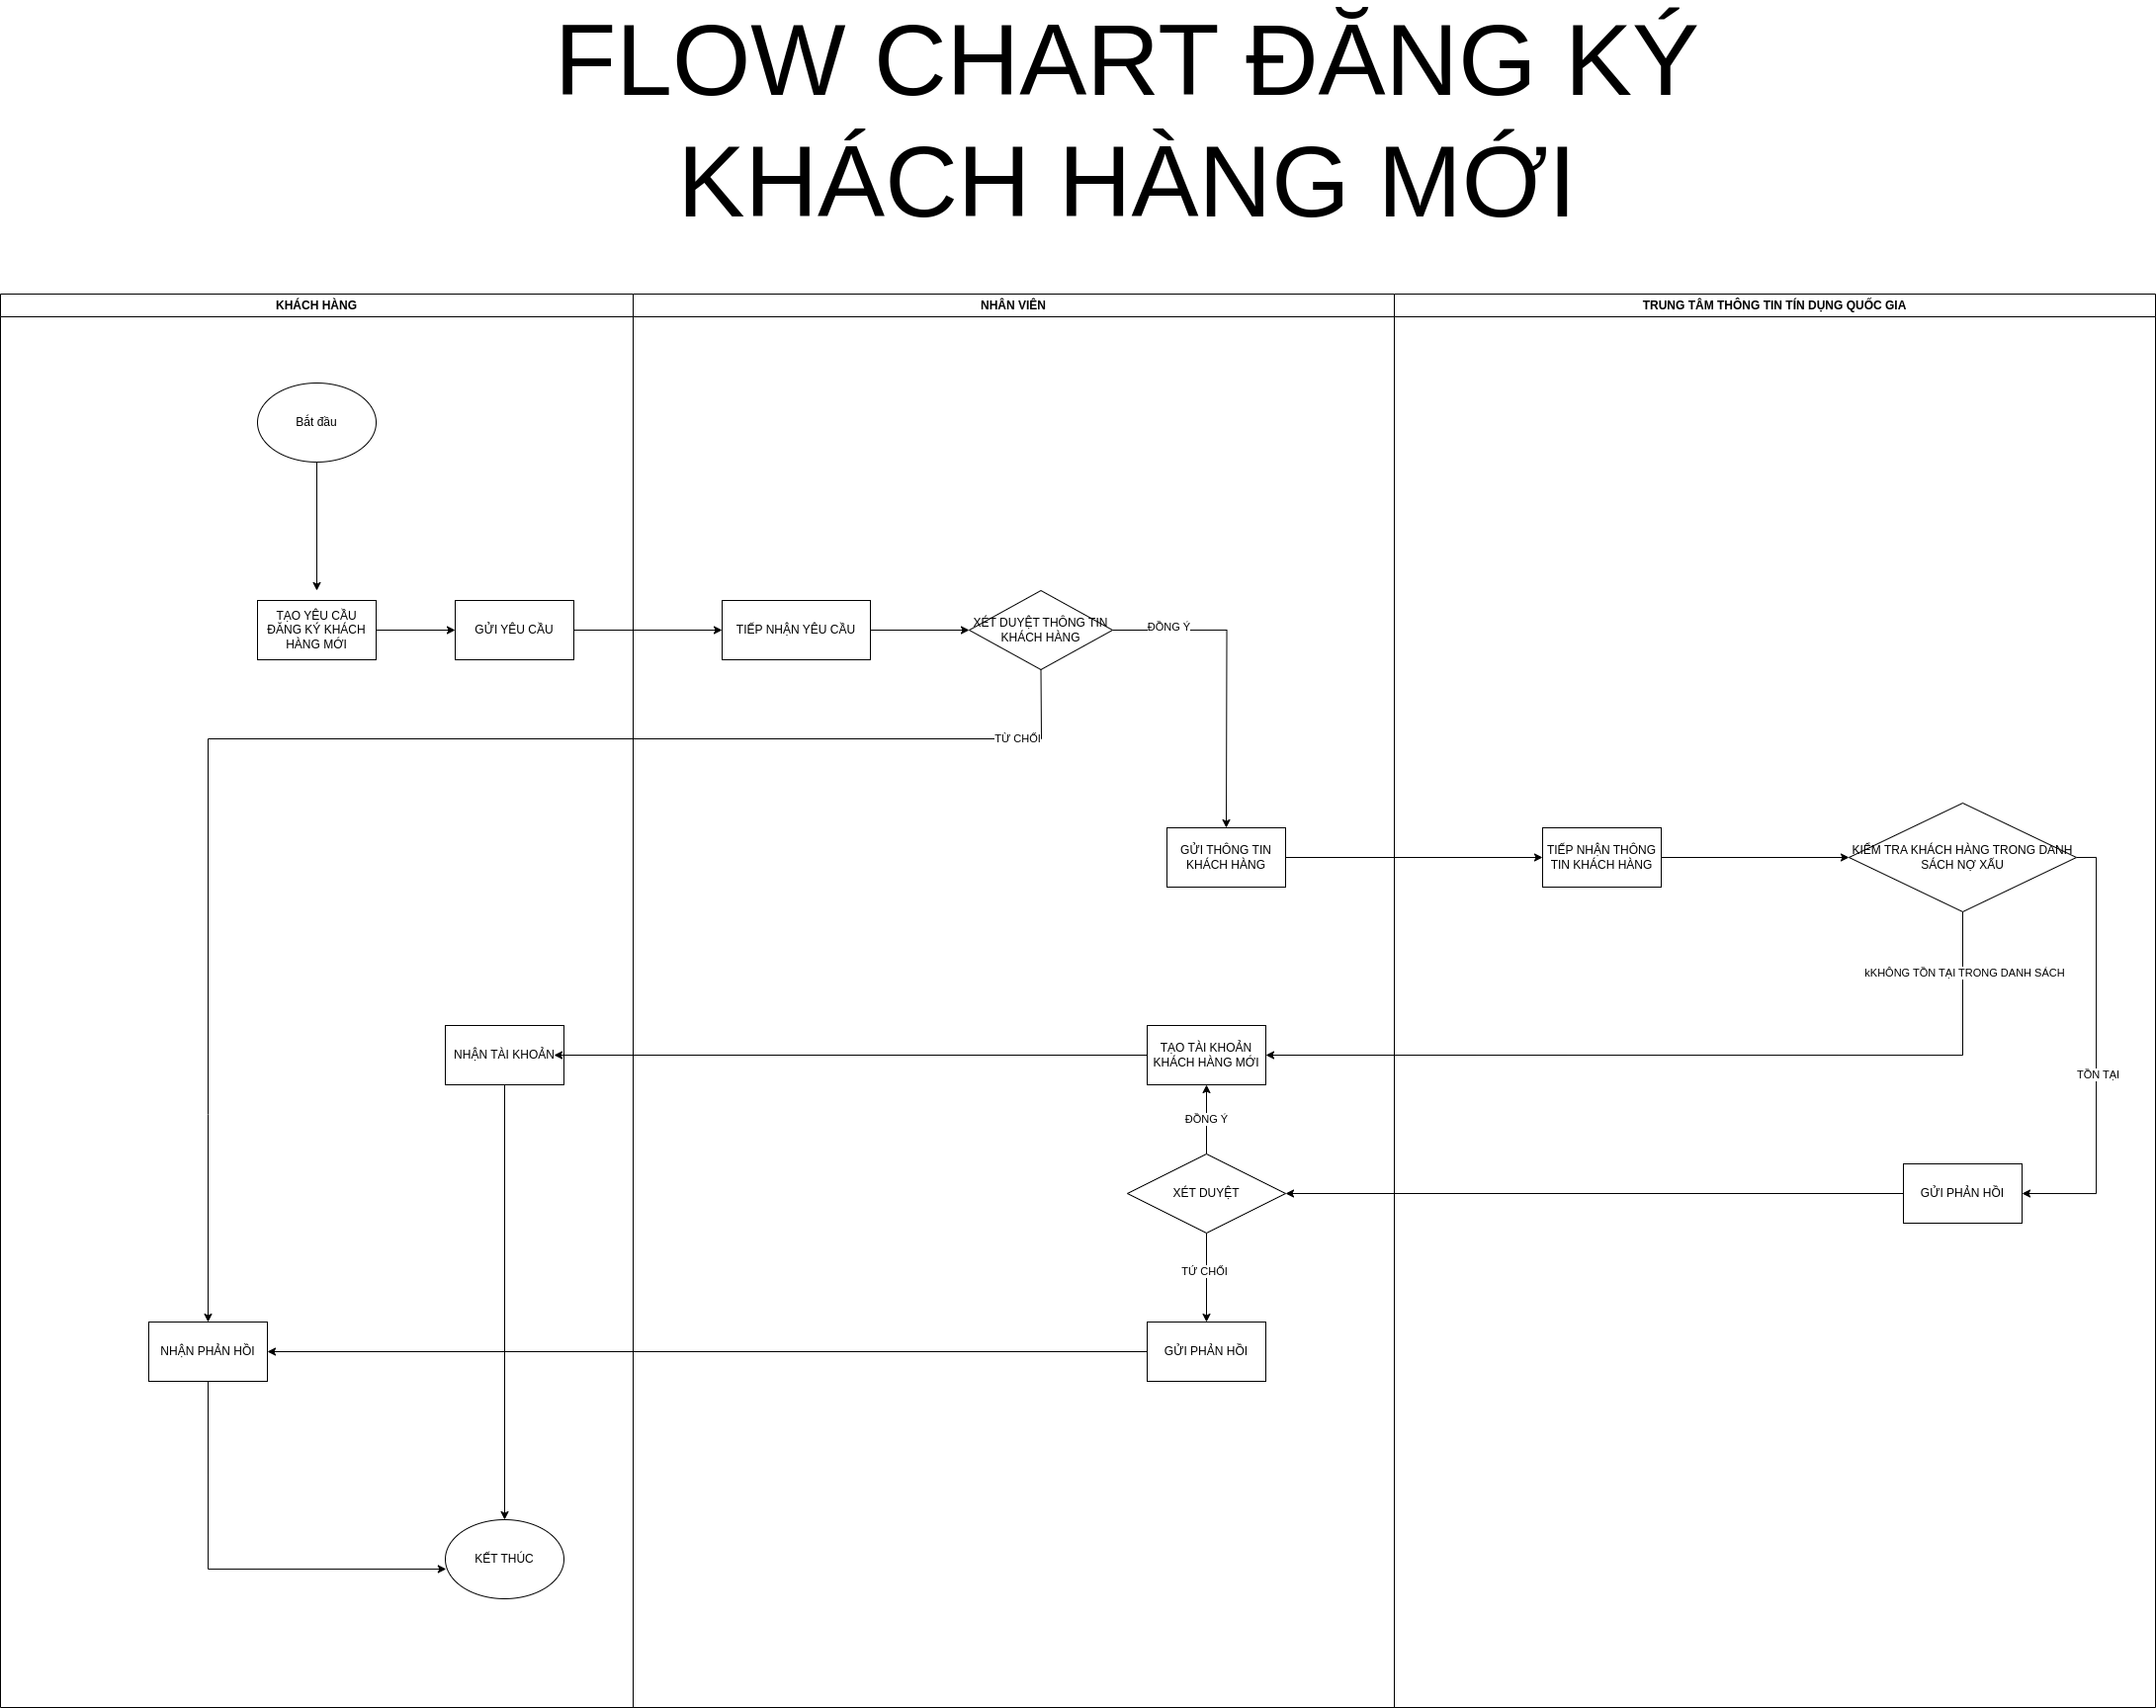 FLOW CHART ĐĂNG KÝ
KHÁCH HÀNG MỚI
KHÁCH HÀNG
NHÂN VIÊN
TRUNG TÂM THÔNG TIN TÍN DỤNG QUỐC GIA
Bắt đầu
TẠO YÊU CẦU
ĐĂNG KÝ KHÁCH
HÀNG MỚI
GỬI YÊU CẦU
TIẾP NHẬN YÊU CẦU
XÉT DUYỆT THÔNG TIN
KHÁCH HÀNG
ĐỒNG Ý
TỪ CHỐI
GỬI THÔNG TIN
KHÁCH HÀNG
TIẾP NHẬN THÔNG
TIN KHÁCH HÀNG
KIỂM TRA KHÁCH HÀNG TRONG DANH
SÁCH NỢ XẤU
kKHÔNG TỒN TẠI TRONG DANH SÁCH
NHẬN TÀI KHOẢN
TẠO TÀI KHOẢN
KHÁCH HÀNG MỚI
TỒN TẠI
ĐỒNG Ý
XÉT DUYỆT
GỬI PHẢN HỒI
TỨ CHỐI
NHẬN PHẢN HỒI
GỬI PHẢN HỒI
KẾT THÚC